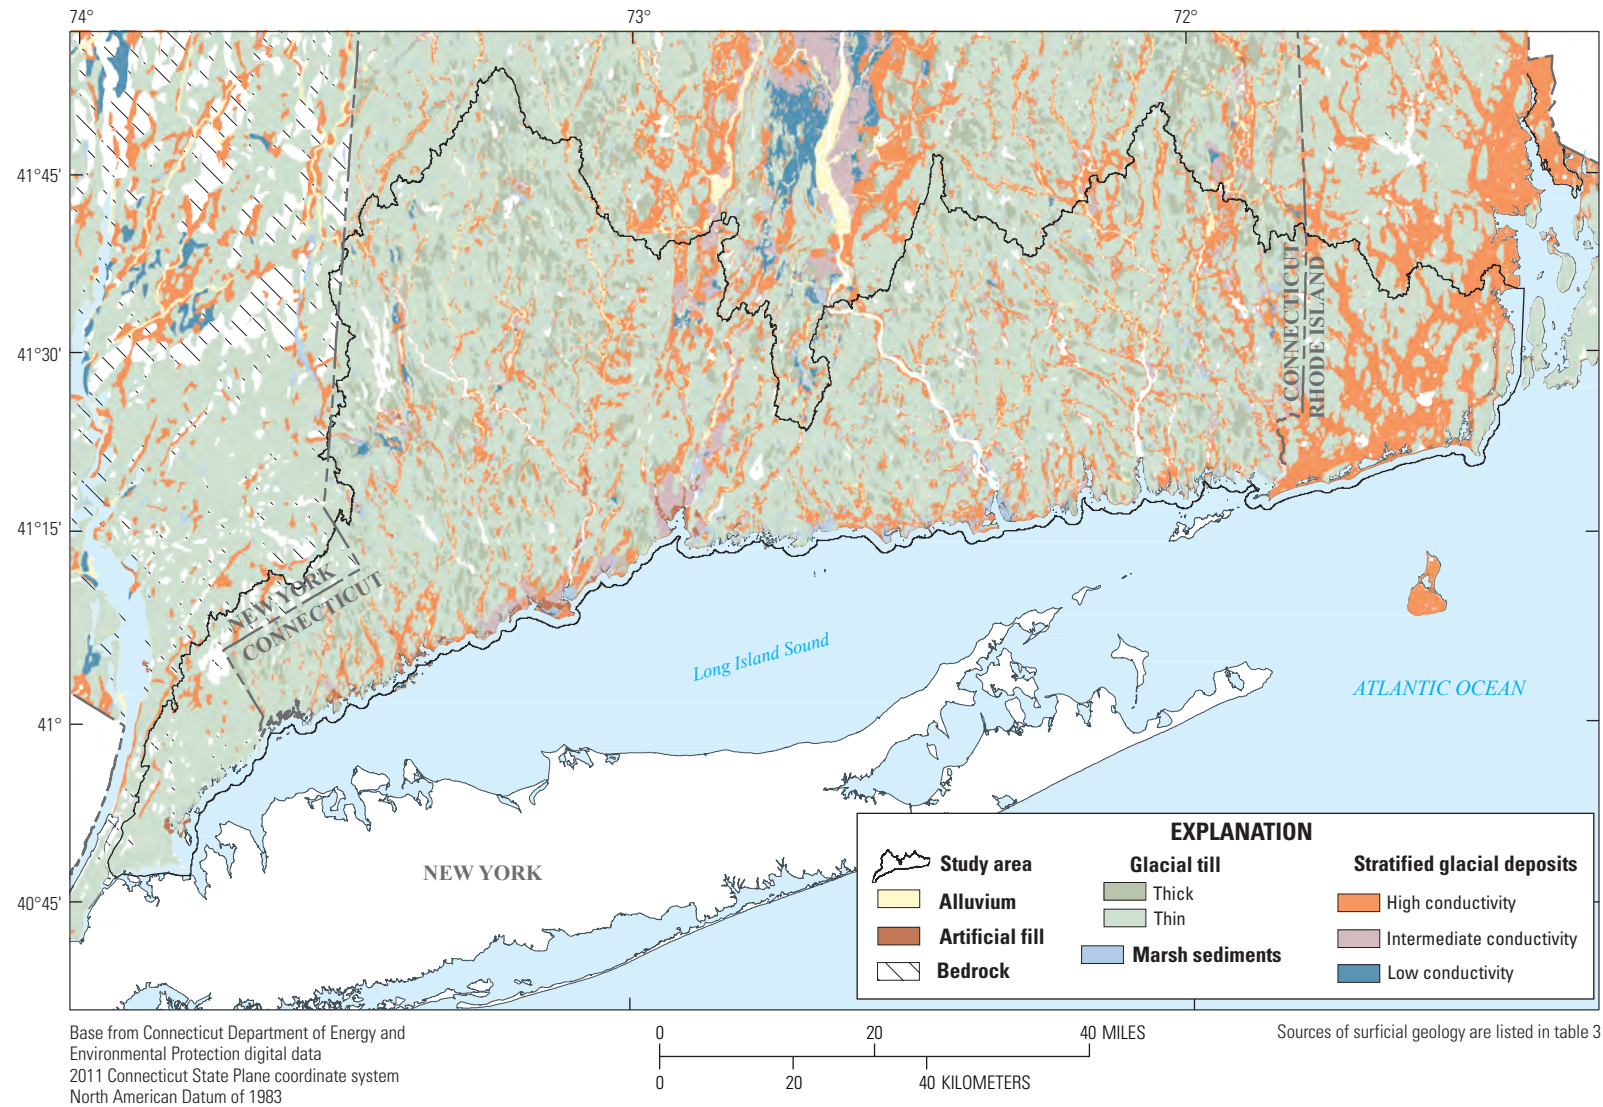 74°
73°
72°
41°45'
41°30'
41°15'
41°
40°45'
CONNECTICUT
RHODE ISLAND
NEW YORK
CONNECTICUT
Long Island Sound
ATLANTIC OCEAN
NEW YORK
EXPLANATION
Study area
Alluvium
Artificial fill
Bedrock
Glacial till
Thick
Thin
Marsh sediments
Stratified glacial deposits
High conductivity
Intermediate conductivity
Low conductivity
Base from Connecticut Department of Energy and
Environmental Protection digital data
2011 Connecticut State Plane coordinate system
North American Datum of 1983
0 20 40 MILES
0 20 40 KILOMETERS
Sources of surficial geology are listed in table 3